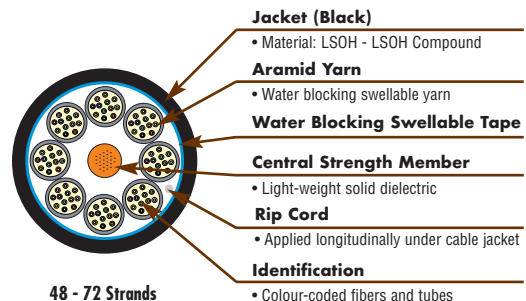 Jacket (Black)
• Material: LSOH - LSOH Compound
Aramid Yarn
• Water blocking swellable yarn
Water Blocking Swellable Tape
Central Strength Member
• Light-weight solid dielectric
Rip Cord
• Applied longitudinally under cable jacket
Identification
• Colour-coded fibers and tubes
48 - 72 Strands